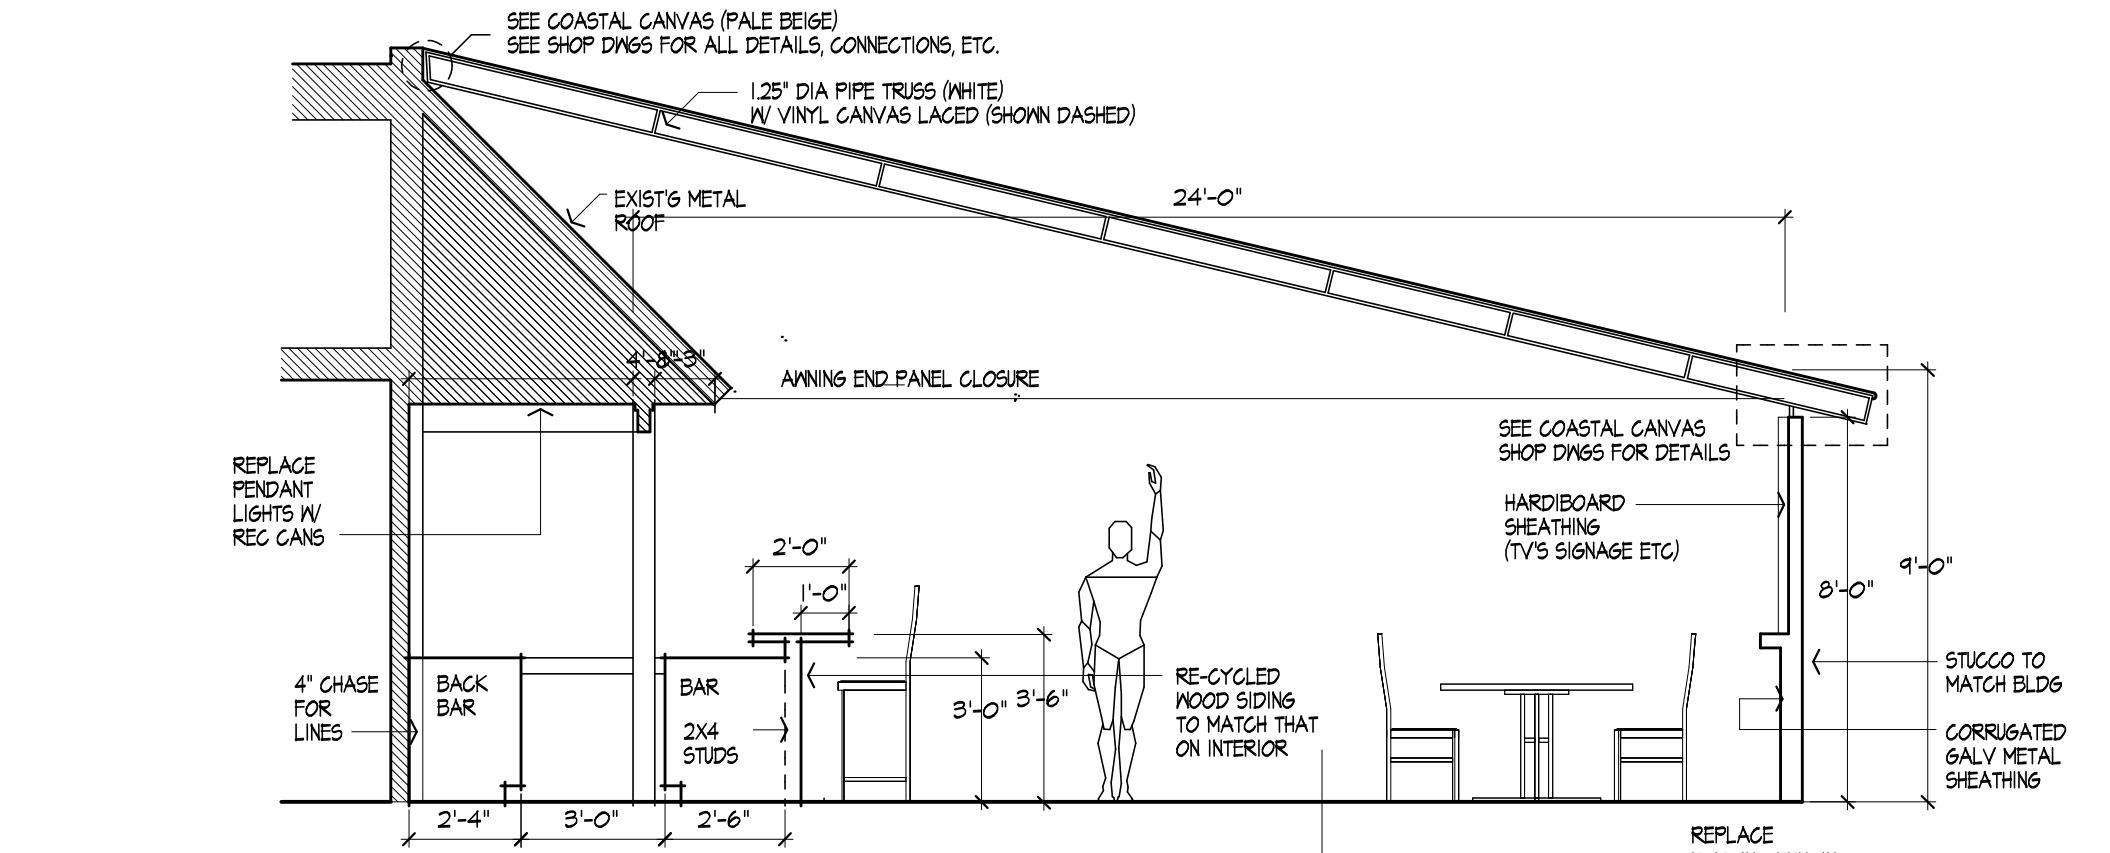 SEE COASTAL CANVAS (PALE BEIGE)
SEE SHOP DWGS FOR ALL DETAILS, CONNECTIONS, ETC.
1.25" DIA PIPE TRUSS (WHITE)
W/ VINYL CANVAS LACED (SHOWN DASHED)
EXIST'G METAL
ROOF
24'-0"
AWNING END PANEL CLOSURE
SEE COASTAL CANVAS
SHOP DWGS FOR DETAILS
REPLACE
PENDANT
LIGHTS W/
REC CANS
HARDIBOARD
SHEATHING
(TV'S SIGNAGE ETC)
9'-0"
8'-0"
2'-0"
1'-0"
4" CHASE
FOR
LINES
BACK
BAR
BAR
2X4
STUDS
3'-0"
3'-6"
RE-CYCLED
WOOD SIDING
TO MATCH THAT
ON INTERIOR
STUCCO TO
MATCH BLDG
CORRUGATED
GALV METAL
SHEATHING
2'-4"
3'-0"
2'-6"
REPLACE